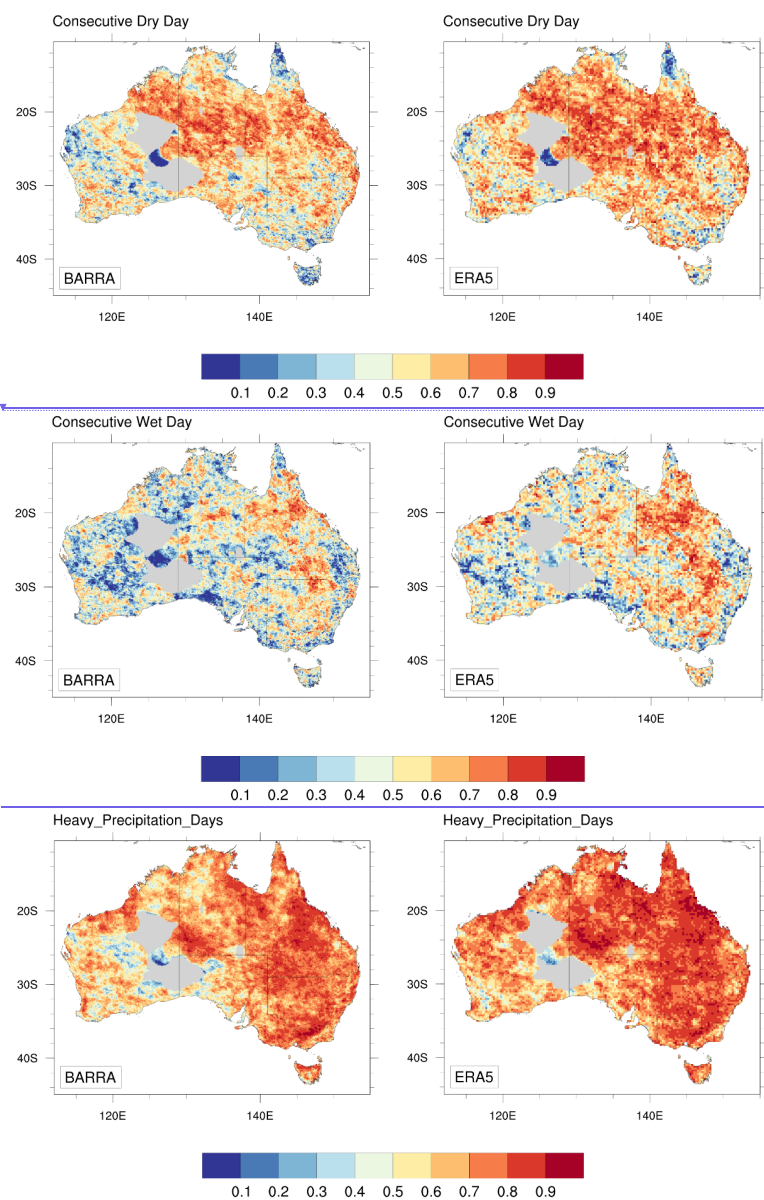 Consecutive Dry Day Consecutive Dry Day
20S 20S
30S 30S
40S 40S
BARRA ERA5
120E 140E 120E 140E
0.1 0.2 0.3 0.4 0.5 0.6 0.7 0.8 0.9
Consecutive Wet Day Consecutive Wet Day
20S 20S
30S 30S
40S 40S
BARRA ERA5
120E 140E 120E 140E
0.1 0.2 0.3 0.4 0.5 0.6 0.7 0.8 0.9
Heavy_Precipitation_Days Heavy_Precipitation_Days
20S 20S
30S 30S
40S 40S
BARRA ERA5
120E 140E 120E 140E
0.1 0.2 0.3 0.4 0.5 0.6 0.7 0.8 0.9